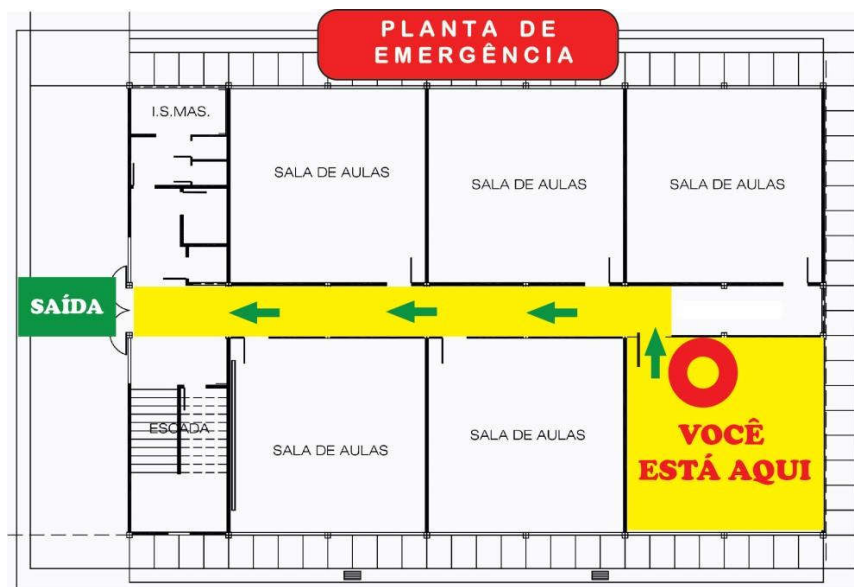 PLANTA DE
EMERGÊNCIA
I.S.MAS.
SALA DE AULAS
SALA DE AULAS
SALA DE AULAS
SAÍDA
ESCADA
SALA DE AULAS
SALA DE AULAS
VOCÊ
ESTÁ AQUI